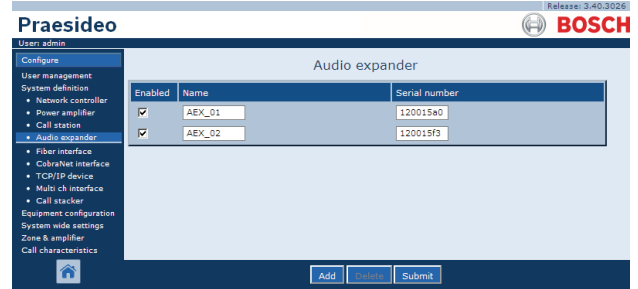 Release: 3.40.3026
Praesideo
BOSCH
User: admin
Configure
User management
System definition
• Network controller
• Power amplifier
• Call station
• Audio expander
• Fiber interface
• CobraNet interface
• TCP/IP device
• Multi ch interface
• Call stacker
Equipment configuration
System wide settings
Zone & amplifier
Call characteristics
Audio expander
Enabled Name Serial number
AEX_01 120015a0
AEX_02 120015f3
Add Delete Submit